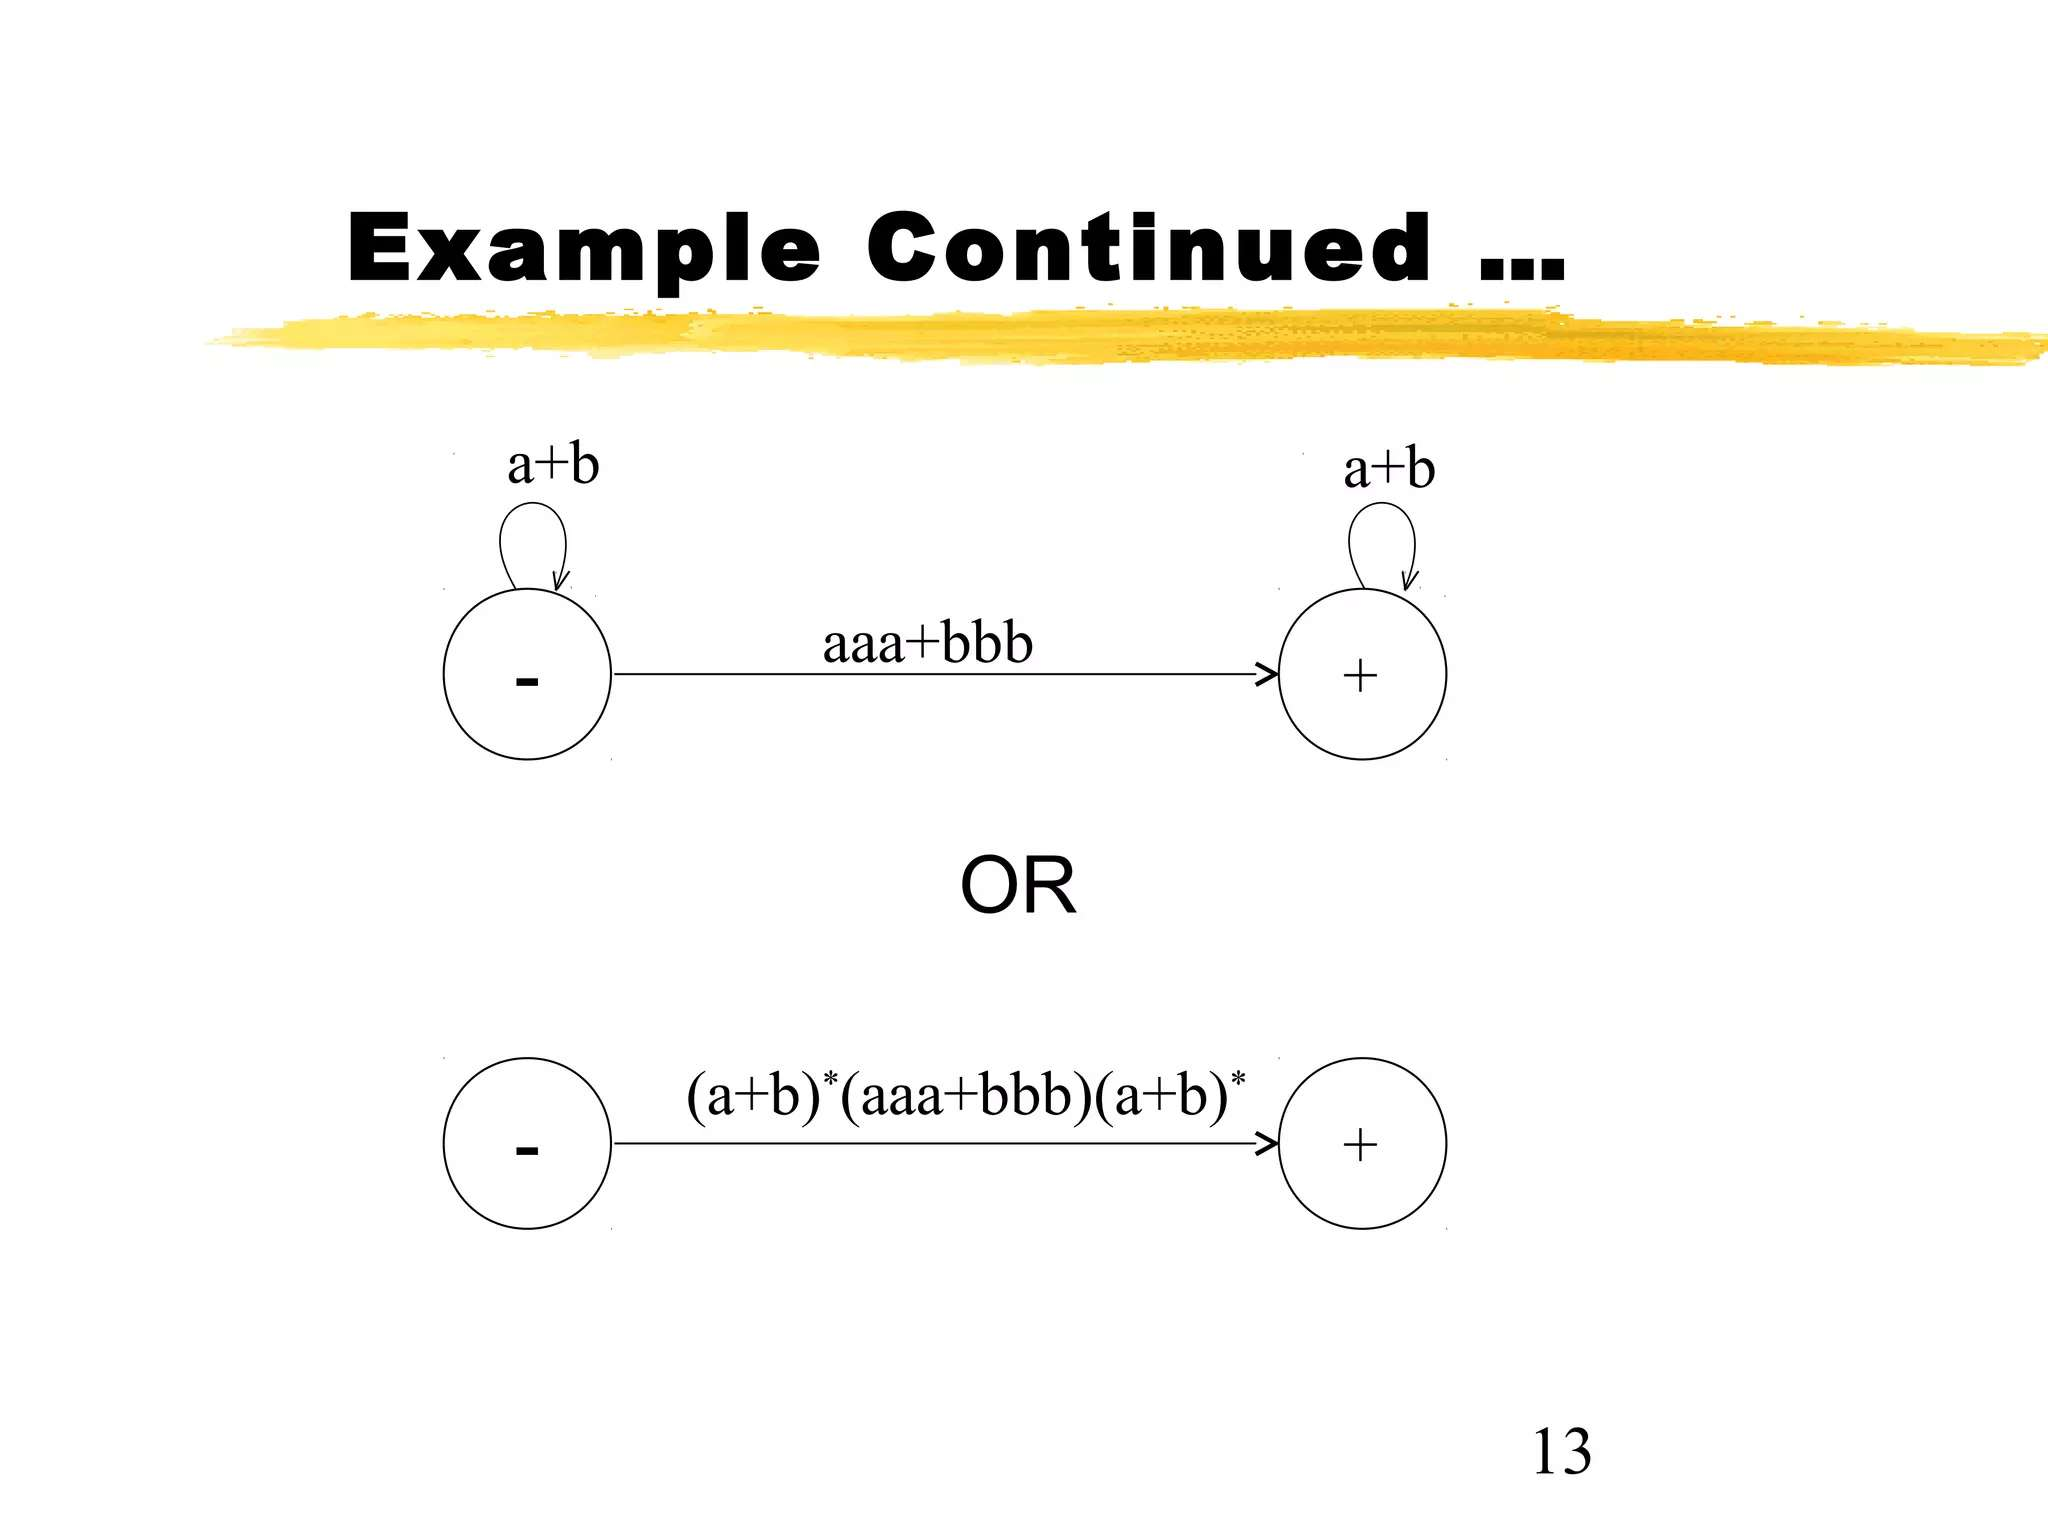 Example Continued …
a+b a+b
aaa+bbb
- +
OR
(a+b)*(aaa+bbb)(a+b)*
- +
13